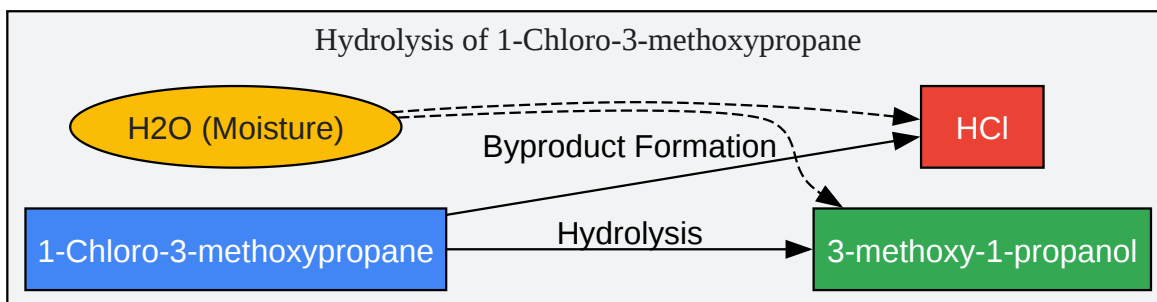 Hydrolysis of 1-Chloro-3-methoxypropane
H2O (Moisture)
HCl
Byproduct Formation
1-Chloro-3-methoxypropane
Hydrolysis
3-methoxy-1-propanol